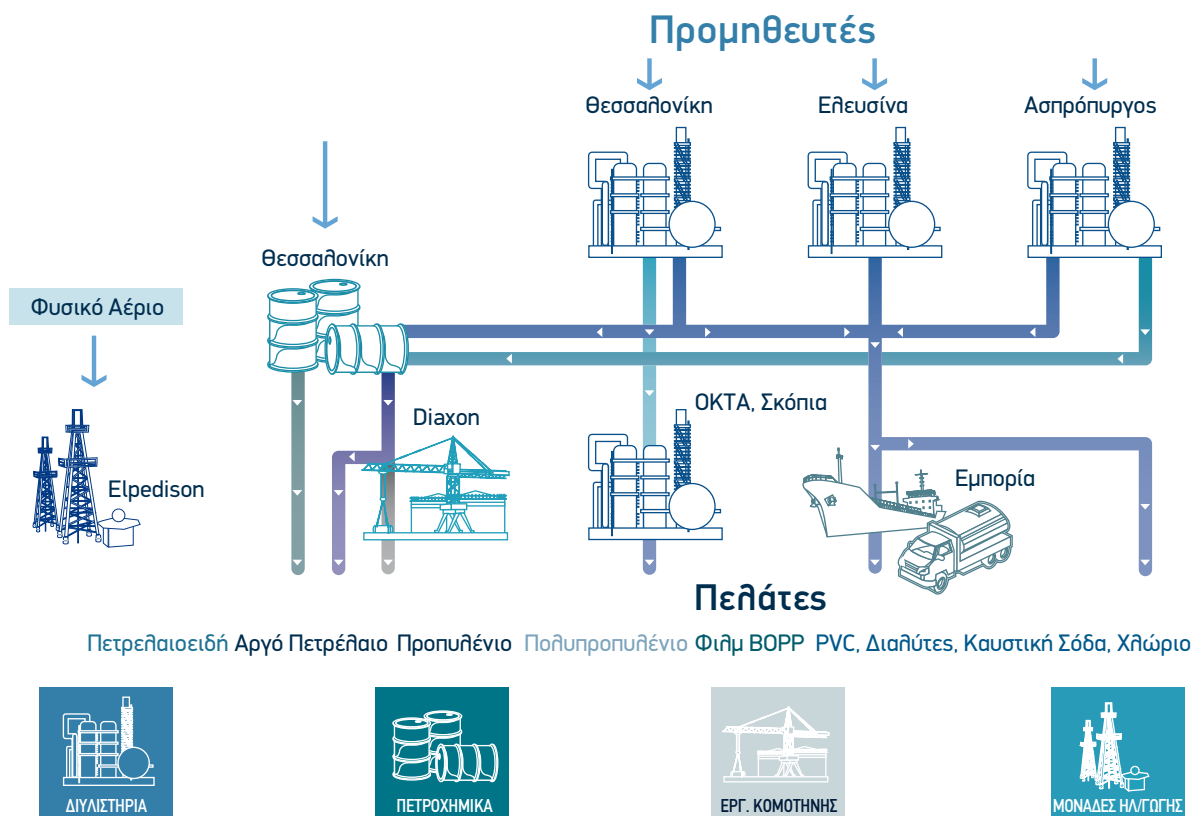 Προμηθευτές
Θεσσαλονίκη
Ελευσίνα
Ασπρόπυργος
Θεσσαλονίκη
Φυσικό Αέριο
ΟΚΤΑ, Σκόπια
Diaxon
Elpedison
Εμπορία
Πελάτες
Πετρελαιοειδή Αργό Πετρέλαιο Προπυλένιο Πολυπροπυλένιο Φιλμ BOPP PVC, Διαλύτες, Καυστική Σόδα, Χλώριο
ΔΙΥΛΙΣΤΗΡΙΑ
ΠΕΤΡΟΧΗΜΙΚΑ
ΕΡΓ. ΚΟΜΟΤΗΝΗΣ
ΜΟΝΑΔΕΣ ΗΛ/ΓΩΓΗΣ